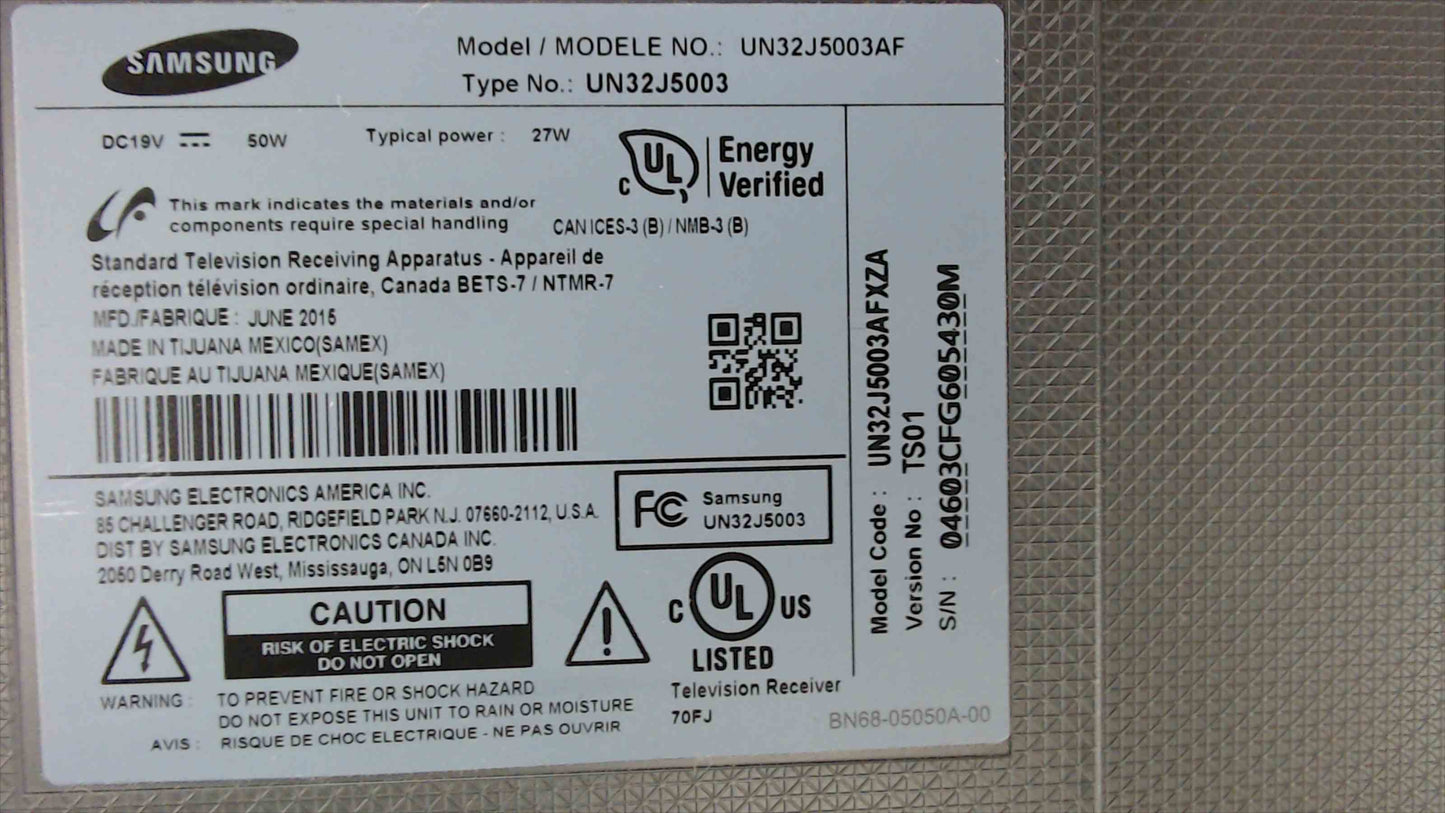 SAMSUNG
Model / MODELE NO.: UN32J5003AF
Type No.: UN32J5003
DC19V 50W Typical power : 27W
c UL Energy Verified
This mark indicates the materials and/or
components require special handling
CAN ICES-3 (B) / NMB-3 (B)
Standard Television Receiving Apparatus - Appareil de
réception télévision ordinaire, Canada BETS-7 / NTMR-7
MFD./FABRIQUE : JUNE 2015
MADE IN TIJUANA MEXICO(SAMEX)
FABRIQUE AU TIJUANA MEXIQUE(SAMEX)
SAMSUNG ELECTRONICS AMERICA INC.
85 CHALLENGER ROAD, RIDGEFIELD PARK N.J. 07660-2112, U.S.A.
DIST BY SAMSUNG ELECTRONICS CANADA INC.
2050 Derry Road West, Mississauga, ON L5N 0B9
FC Samsung
UN32J5003
CAUTION
RISK OF ELECTRIC SHOCK
DO NOT OPEN
c UL US
LISTED
Television Receiver
70FJ
WARNING : TO PREVENT FIRE OR SHOCK HAZARD
DO NOT EXPOSE THIS UNIT TO RAIN OR MOISTURE
AVIS : RISQUE DE CHOC ELECTRIQUE - NE PAS OUVRIR
BN68-05050A-00
Model Code : UN32J5003AFXZA
Version No : TS01
S/N : 04603CFG605430M